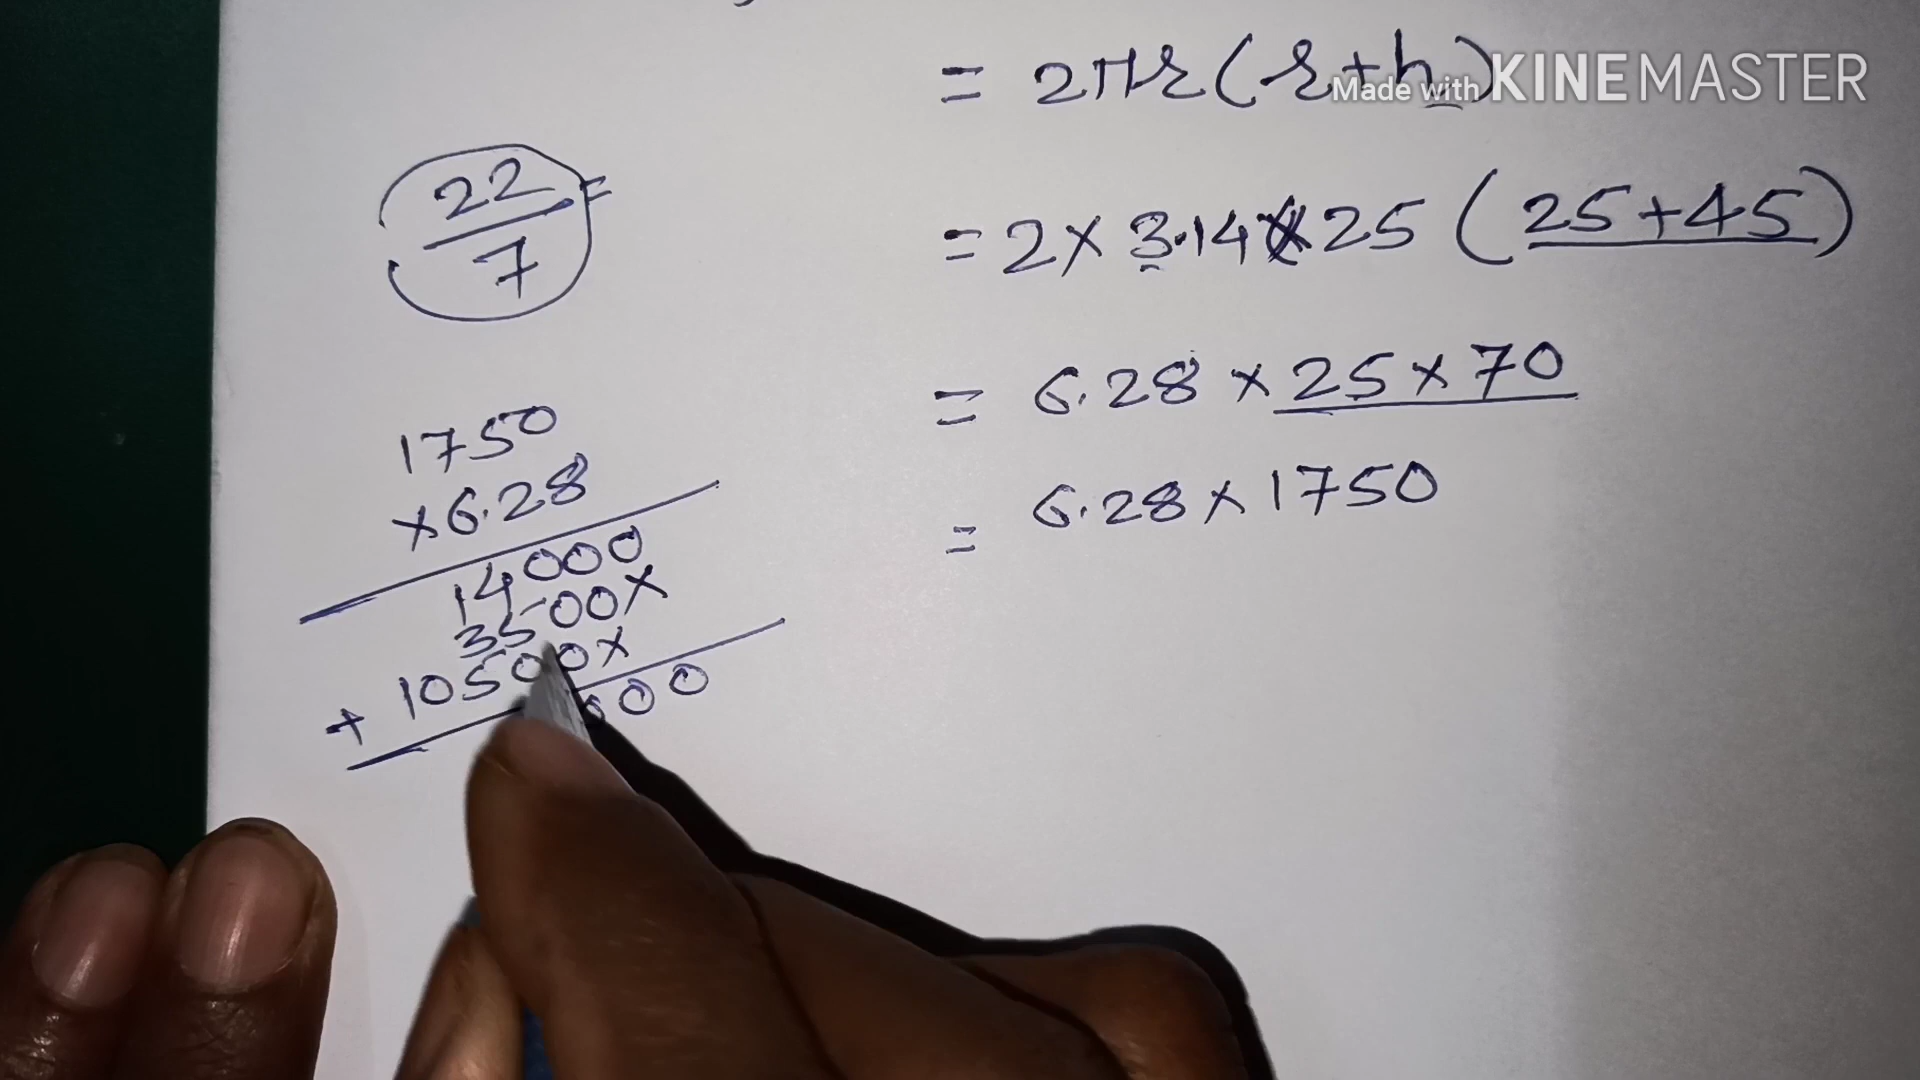 = 2πr(r+h)
Made with KINEMASTER
22/7 =
= 2 × 3.14 × 25 (25+45)
= 6.28 × 25 × 70
= 6.28 × 1750
1750
×6.28
14000
3500×
+ 10500×
000